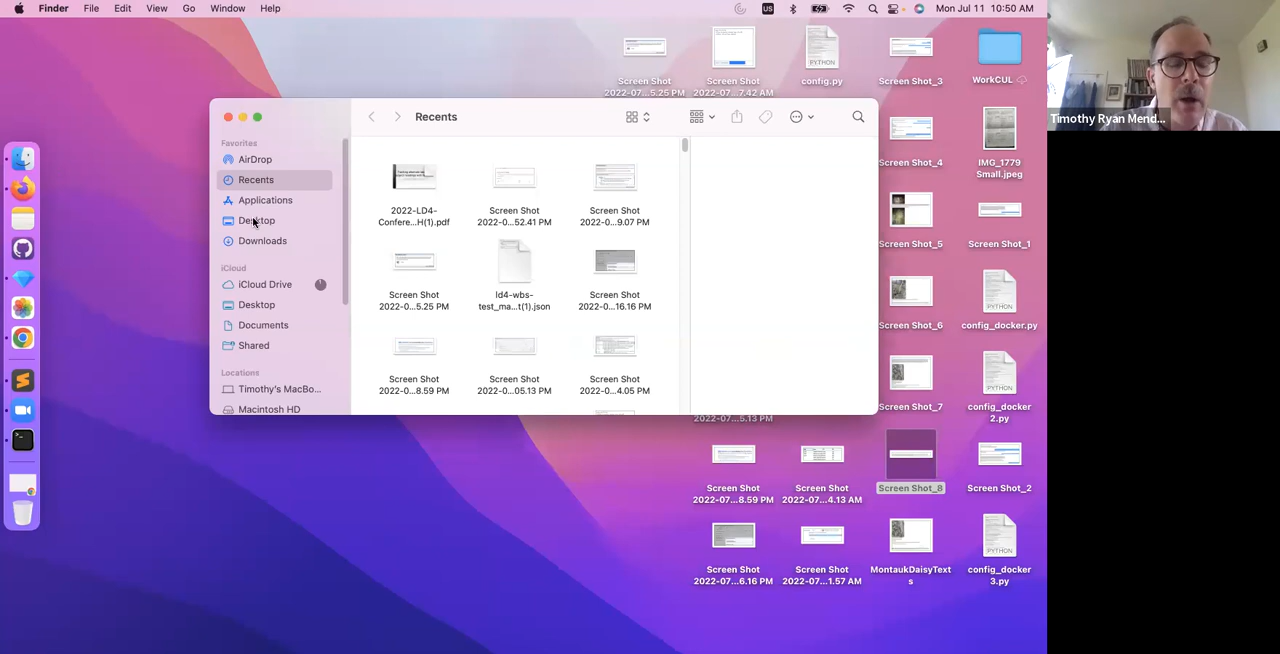 Finder File Edit View Go Window Help
US
Mon Jul 11 10:50 AM
Screen Shot
2022-07...5.25 PM
Screen Shot
2022-07...7.42 AM
PYTHON
config.py
Screen Shot_3
WorkCUL
Timothy Ryan Mend...
Recents
Favorites
AirDrop
Recents
Applications
Desktop
Downloads
iCloud
iCloud Drive
Desktop
Documents
Shared
Locations
Timothy's MacBo...
Macintosh HD
2022-LD4-
Confere...H(1).pdf
Screen Shot
2022-0...52.41 PM
Screen Shot
2022-0...9.07 PM
Screen Shot
2022-0...5.25 PM
ld4-wbs-
test_ma...t(1).json
Screen Shot
2022-0...16.16 PM
Screen Shot
2022-0...8.59 PM
Screen Shot
2022-0...05.13 PM
Screen Shot
2022-0...4.05 PM
Screen Shot_4
IMG_1779
Small.jpeg
Screen Shot_5
Screen Shot_1
Screen Shot_6
PYTHON
config_docker.py
Screen Shot_7
PYTHON
config_docker
2.py
2022-07...5.13 PM
Screen Shot
2022-07...8.59 PM
Screen Shot
2022-07...4.13 AM
Screen Shot_8
Screen Shot_2
Screen Shot
2022-07...6.16 PM
Screen Shot
2022-07...1.57 AM
MontaukDaisyText
s
PYTHON
config_docker
3.py